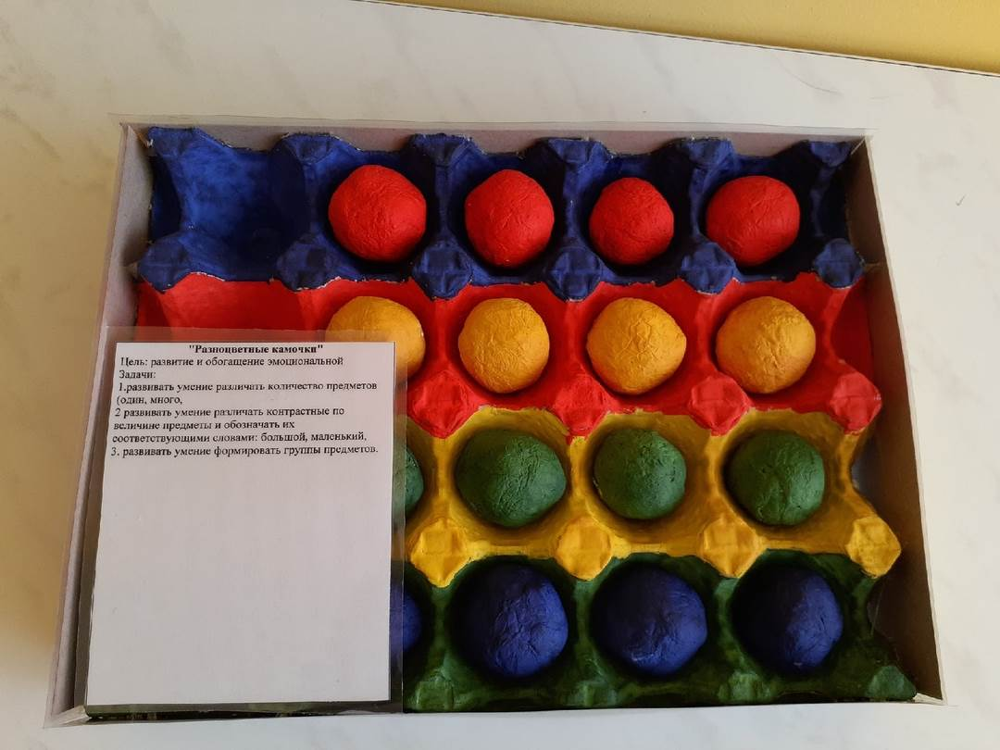 "Разноцветные камочки"
Цель: развитие и обогащение эмоциональной
Задачи:
1.развивать умение различать количество предметов
(один, много,
2 развивать умение различать контрастные по
величине предметы и обозначать их
соответствующими словами: большой, маленький,
3. развивать умение формировать группы предметов.